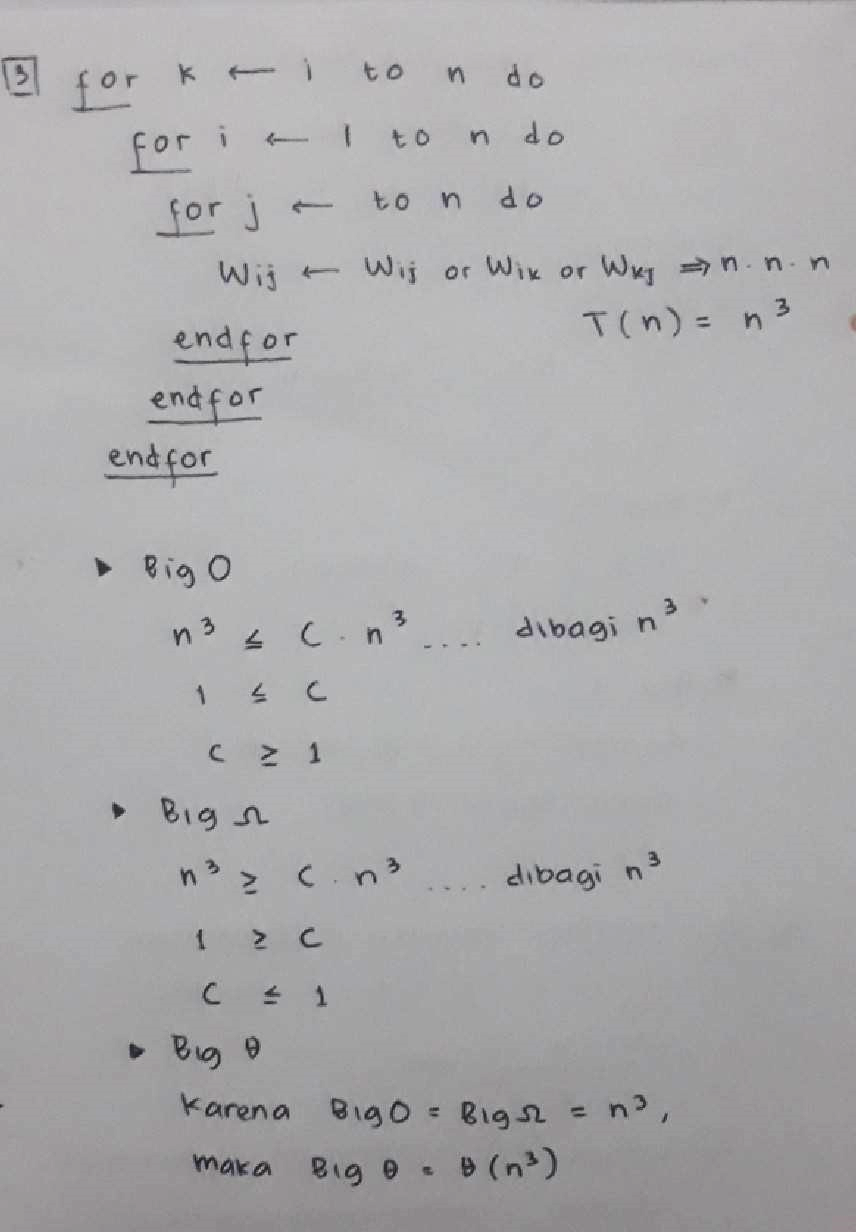 3 for k ← i to n do
for i ← 1 to n do
for j ← to n do
Wij ← Wij or Wik or Wkj ⇒ n. n. n
T(n) = n³
endfor
endfor
endfor
▸ Big O
n³ ≤ C . n³ .... dibagi n³
1 ≤ C
C ≥ 1
▸ Big Ω
n³ ≥ C . n³ .... dibagi n³
1 ≥ C
C ≤ 1
▸ Big θ
Karena Big O = Big Ω = n³,
maka Big θ = θ(n³)